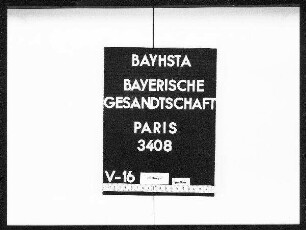 BAYHSTA
BAYERISCHE
GESANDTSCHAFT
PARIS
3408
V-16